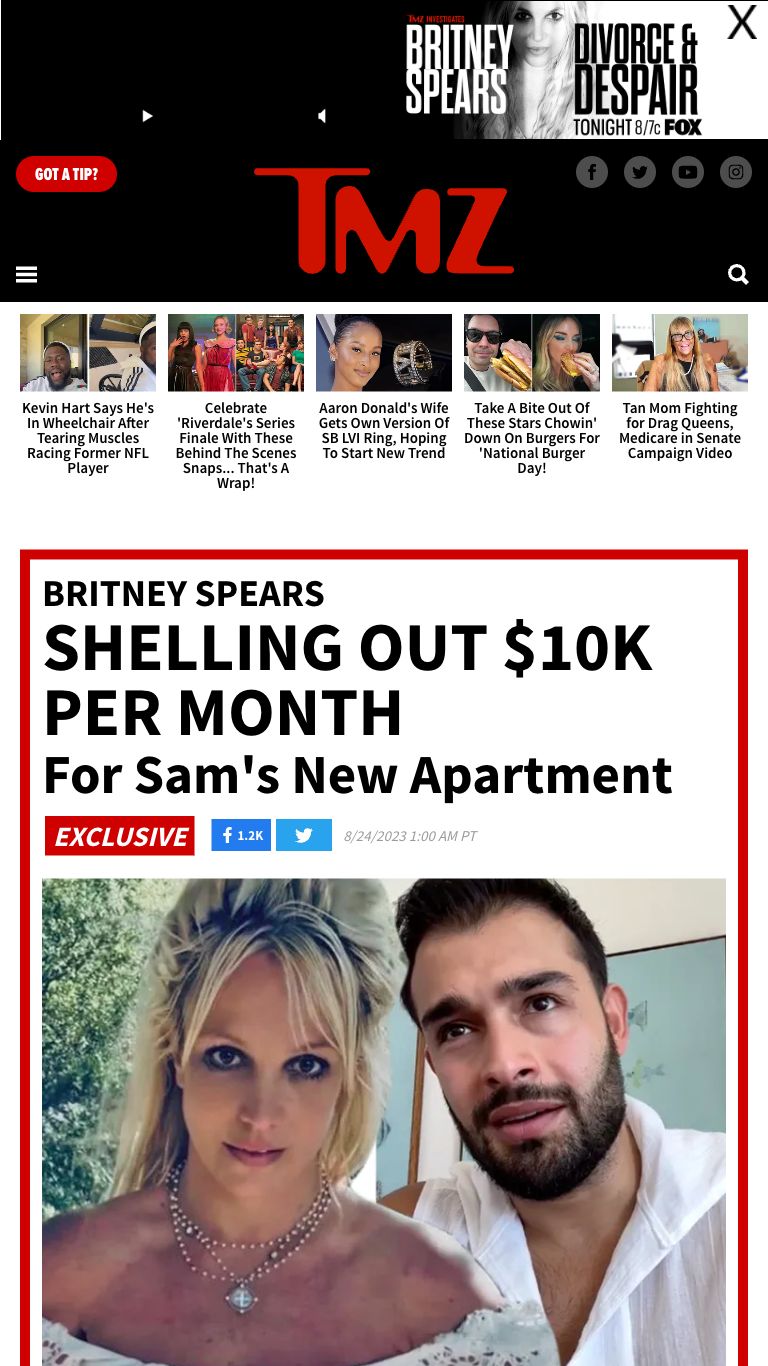 TMZ INVESTIGATES
BRITNEY
SPEARS
DIVORCE &
DESPAIR
TONIGHT 8/7c FOX
X
GOT A TIP?
TMZ
Kevin Hart Says He's
In Wheelchair After
Tearing Muscles
Racing Former NFL
Player
Celebrate
'Riverdale's Series
Finale With These
Behind The Scenes
Snaps... That's A
Wrap!
Aaron Donald's Wife
Gets Own Version Of
SB LVI Ring, Hoping
To Start New Trend
Take A Bite Out Of
These Stars Chowin'
Down On Burgers For
'National Burger
Day!
Tan Mom Fighting
for Drag Queens,
Medicare in Senate
Campaign Video
BRITNEY SPEARS
SHELLING OUT $10K
PER MONTH
For Sam's New Apartment
EXCLUSIVE
1.2K
8/24/2023 1:00 AM PT